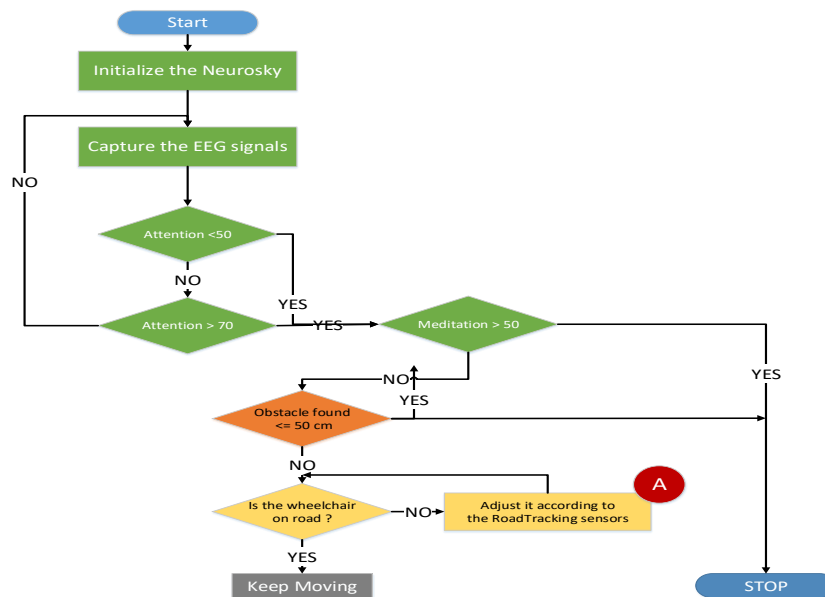 Start
Initialize the Neurosky
Capture the EEG signals
NO
Attention <50
NO
YES
Attention > 70
YES
Meditation > 50
YES
NO
YES
Obstacle found
<= 50 cm
NO
A
Is the wheelchair
on road ?
NO
Adjust it according to
the RoadTracking sensors
YES
Keep Moving
STOP